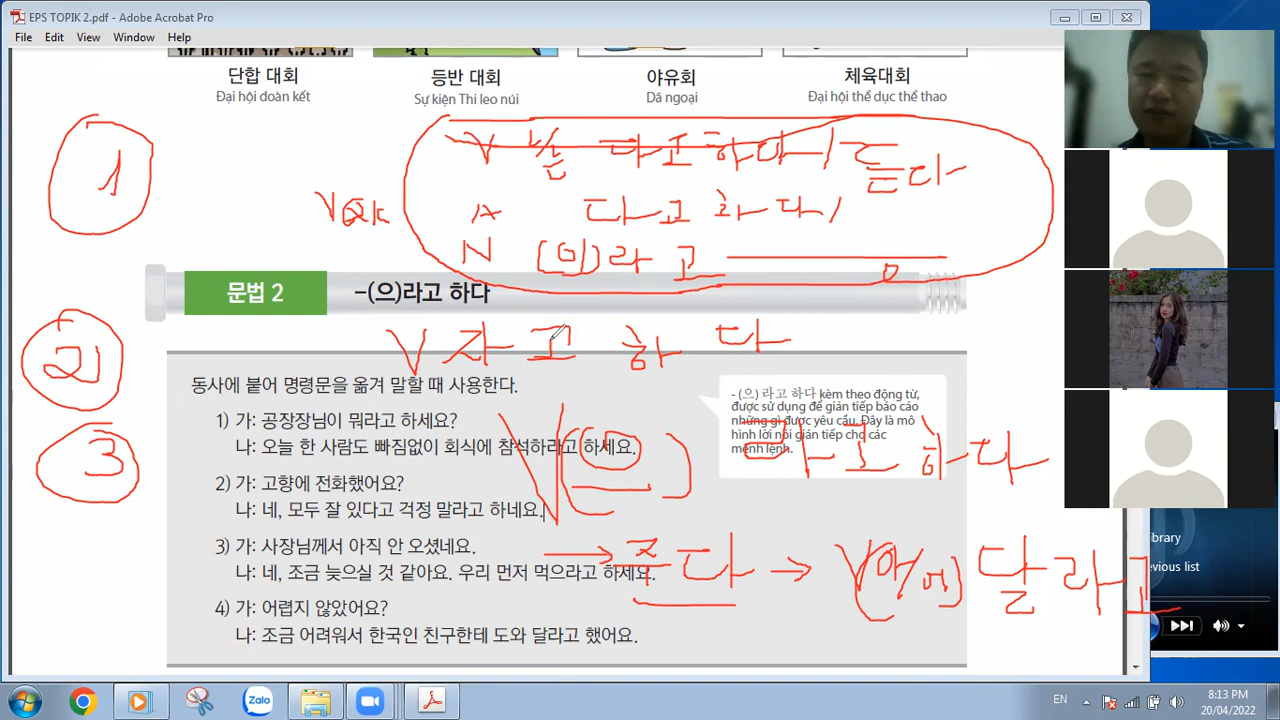 EPS TOPIK 2.pdf - Adobe Acrobat Pro
File Edit View Window Help
단합 대회 등반 대회 야유회 체육대회
Đại hội đoàn kết Sự kiện Thi leo núi Dã ngoại Đại hội thể dục thể thao
1
다고 하다/
듣다
V QK A 다고 하다/
N (이)라고
문법 2 -(으)라고 하다
2
V 자고 하다
동사에 붙어 명령문을 옮겨 말할 때 사용한다.
- (으) 라고 하다 kèm theo động từ,
được sử dụng để gián tiếp bảo cáo
những gì được yêu cầu. Đây là mô
hình lời nói gián tiếp cho các
mệnh lệnh.
1) 가: 공장장님이 뭐라고 하세요?
나: 오늘 한 사람도 빠짐없이 회식에 참석하라고 하세요.
3
V (으) 라고 하다
2) 가: 고향에 전화했어요?
나: 네, 모두 잘 있다고 걱정 말라고 하네요.
3) 가: 사장님께서 아직 안 오셨네요.
나: 네, 조금 늦으실 것 같아요. 우리 먼저 먹으라고 하세요.
→ 주다 → V 아/어 달라고
4) 가: 어렵지 않았어요?
나: 조금 어려워서 한국인 친구한테 도와 달라고 했어요.
ibrary
evious list
Zalo
EN
8:13 PM
20/04/2022